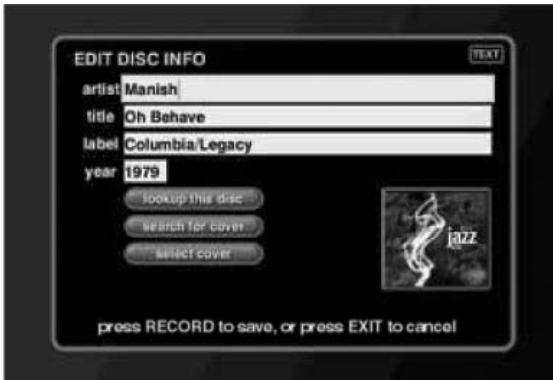 EDIT DISC INFO
TEXT
artist Manish
title Oh Behave
label Columbia/Legacy
year 1979
lookup this disc
search for cover
select cover
jazz
press RECORD to save, or press EXIT to cancel